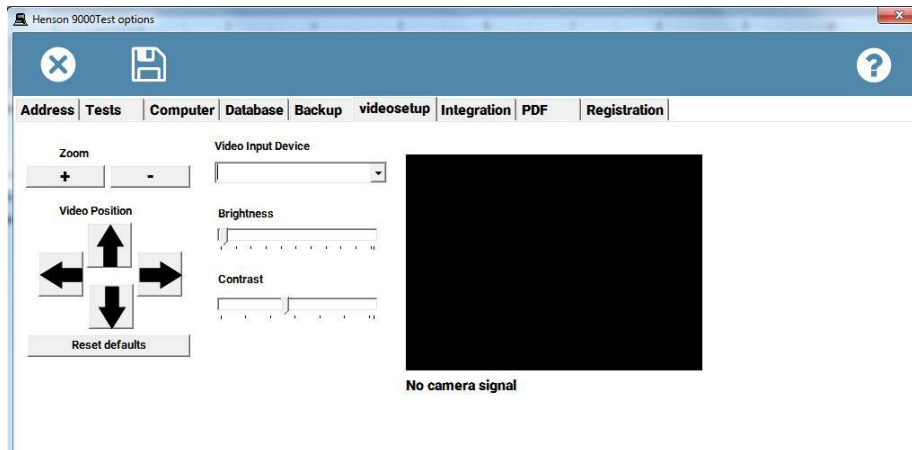 Henson 9000Test options
Address Tests Computer Database Backup videosetup Integration PDF Registration
Zoom
+ -
Video Position
Reset defaults
Video Input Device
Brightness
Contrast
No camera signal